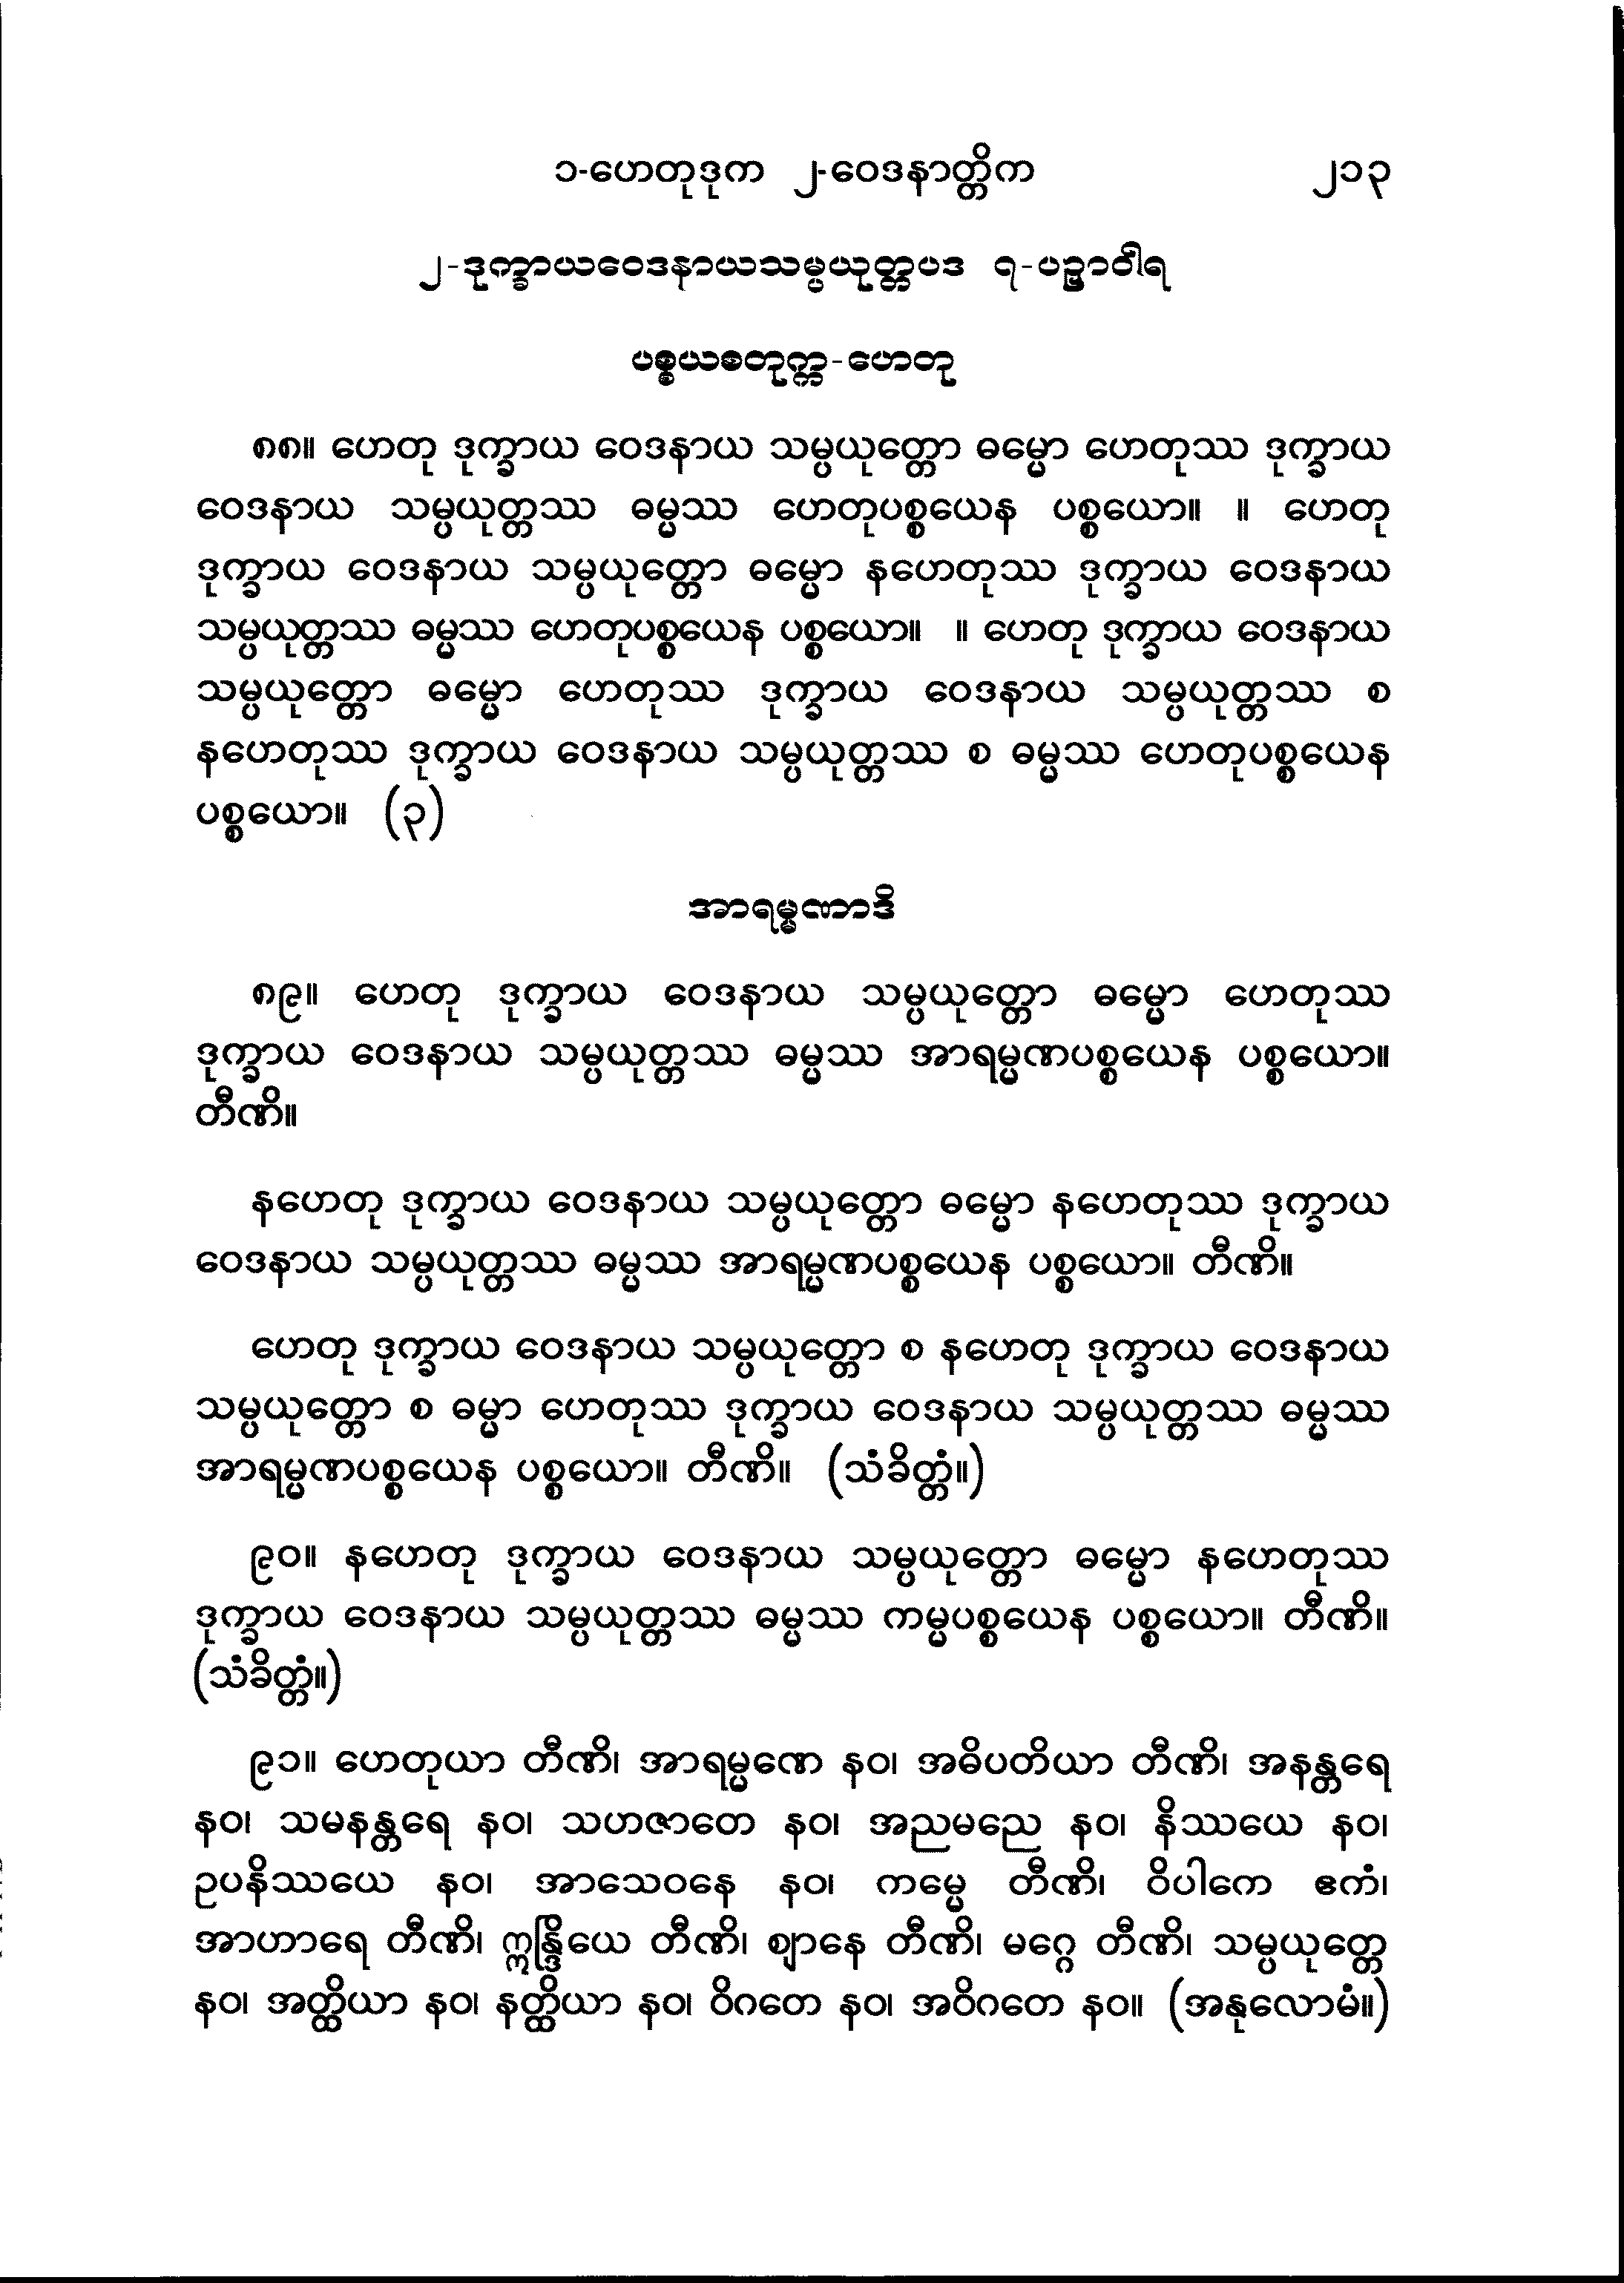 ၁-ဟေတုဒုက ၂-ဝေဒနာတ္တိက ၂၁၃
၂-ဒုက္ခာယဝေဒနာယသမ္ပယုတ္တပဒ ၇-ပဉှာဝါရ
ပစ္စယစတုက္က-ဟေတု
၈၈။ ဟေတု ဒုက္ခာယ ဝေဒနာယ သမ္ပယုတ္တော ဓမ္မော ဟေတုဿ ဒုက္ခာယ
ဝေဒနာယ သမ္ပယုတ္တဿ ဓမ္မဿ ဟေတုပစ္စယေန ပစ္စယော။ ။ ဟေတု
ဒုက္ခာယ ဝေဒနာယ သမ္ပယုတ္တော ဓမ္မော နဟေတုဿ ဒုက္ခာယ ဝေဒနာယ
သမ္ပယုတ္တဿ ဓမ္မဿ ဟေတုပစ္စယေန ပစ္စယော။ ။ ဟေတု ဒုက္ခာယ ဝေဒနာယ
သမ္ပယုတ္တော ဓမ္မော ဟေတုဿ ဒုက္ခာယ ဝေဒနာယ သမ္ပယုတ္တဿ စ
နဟေတုဿ ဒုက္ခာယ ဝေဒနာယ သမ္ပယုတ္တဿ စ ဓမ္မဿ ဟေတုပစ္စယေန
ပစ္စယော။ (၃)
အာရမ္မဏာဒိ
၈၉။ ဟေတု ဒုက္ခာယ ဝေဒနာယ သမ္ပယုတ္တော ဓမ္မော ဟေတုဿ
ဒုက္ခာယ ဝေဒနာယ သမ္ပယုတ္တဿ ဓမ္မဿ အာရမ္မဏပစ္စယေန ပစ္စယော။
တီဏိ။
နဟေတု ဒုက္ခာယ ဝေဒနာယ သမ္ပယုတ္တော ဓမ္မော နဟေတုဿ ဒုက္ခာယ
ဝေဒနာယ သမ္ပယုတ္တဿ ဓမ္မဿ အာရမ္မဏပစ္စယေန ပစ္စယော။ တီဏိ။
ဟေတု ဒုက္ခာယ ဝေဒနာယ သမ္ပယုတ္တော စ နဟေတု ဒုက္ခာယ ဝေဒနာယ
သမ္ပယုတ္တော စ ဓမ္မာ ဟေတုဿ ဒုက္ခာယ ဝေဒနာယ သမ္ပယုတ္တဿ ဓမ္မဿ
အာရမ္မဏပစ္စယေန ပစ္စယော။ တီဏိ။ (သံခိတ္တံ။)
၉၀။ နဟေတု ဒုက္ခာယ ဝေဒနာယ သမ္ပယုတ္တော ဓမ္မော နဟေတုဿ
ဒုက္ခာယ ဝေဒနာယ သမ္ပယုတ္တဿ ဓမ္မဿ ကမ္မပစ္စယေန ပစ္စယော။ တီဏိ။
(သံခိတ္တံ။)
၉၁။ ဟေတုယာ တီဏိ၊ အာရမ္မဏေ နဝ၊ အဓိပတိယာ တီဏိ၊ အနန္တရေ
နဝ၊ သမနန္တရေ နဝ၊ သဟဇာတေ နဝ၊ အညမညေ နဝ၊ နိဿယေ နဝ၊
ဥပနိဿယေ နဝ၊ အာသေဝနေ နဝ၊ ကမ္မေ တီဏိ၊ ဝိပါကေ ဧကံ၊
အာဟာရေ တီဏိ၊ ဣန္ဒြိယေ တီဏိ၊ ဈာနေ တီဏိ၊ မဂ္ဂေ တီဏိ၊ သမ္ပယုတ္တေ
နဝ၊ အတ္ထိယာ နဝ၊ နတ္ထိယာ နဝ၊ ဝိဂတေ နဝ၊ အဝိဂတေ နဝ။ (အနုလောမံ။)